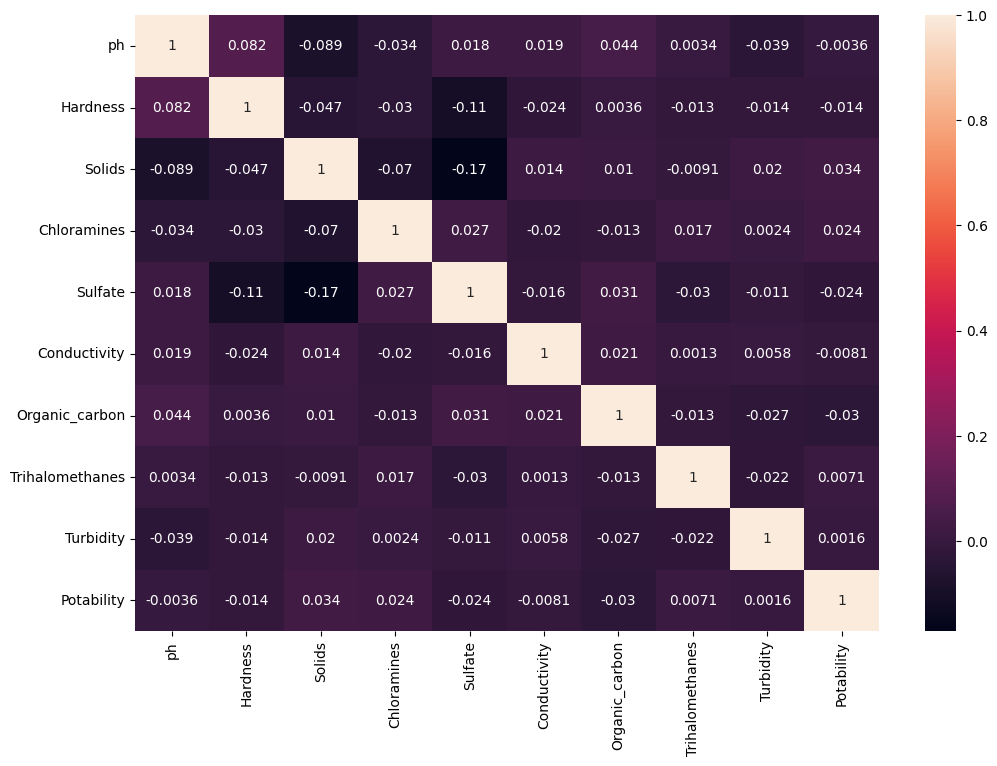 ph 1 0.082 -0.089 -0.034 0.018 0.019 0.044 0.0034 -0.039 -0.0036
Hardness 0.082 1 -0.047 -0.03 -0.11 -0.024 0.0036 -0.013 -0.014 -0.014
Solids -0.089 -0.047 1 -0.07 -0.17 0.014 0.01 -0.0091 0.02 0.034
Chloramines -0.034 -0.03 -0.07 1 0.027 -0.02 -0.013 0.017 0.0024 0.024
Sulfate 0.018 -0.11 -0.17 0.027 1 -0.016 0.031 -0.03 -0.011 -0.024
Conductivity 0.019 -0.024 0.014 -0.02 -0.016 1 0.021 0.0013 0.0058 -0.0081
Organic_carbon 0.044 0.0036 0.01 -0.013 0.031 0.021 1 -0.013 -0.027 -0.03
Trihalomethanes 0.0034 -0.013 -0.0091 0.017 -0.03 0.0013 -0.013 1 -0.022 0.0071
Turbidity -0.039 -0.014 0.02 0.0024 -0.011 0.0058 -0.027 -0.022 1 0.0016
Potability -0.0036 -0.014 0.034 0.024 -0.024 -0.0081 -0.03 0.0071 0.0016 1
ph Hardness Solids Chloramines Sulfate Conductivity Organic_carbon Trihalomethanes Turbidity Potability
1.0
0.8
0.6
0.4
0.2
0.0